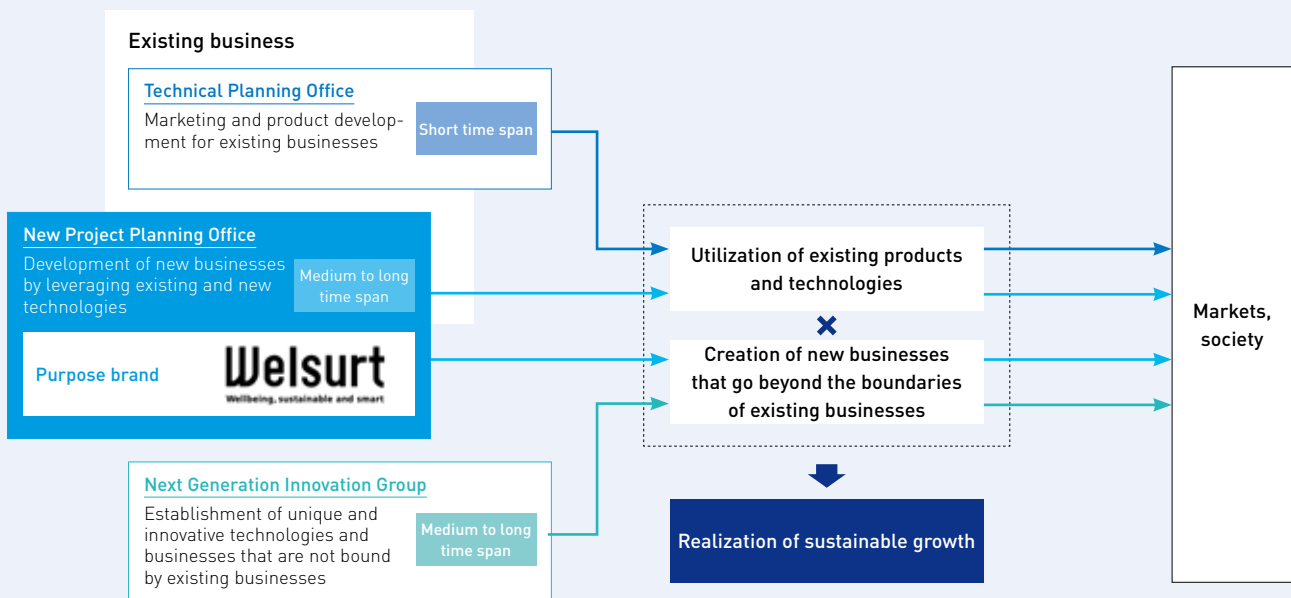 Existing business
Technical Planning Office
Marketing and product develop-
ment for existing businesses
Short time span
New Project Planning Office
Development of new businesses
by leveraging existing and new
technologies
Medium to long
time span
Purpose brand
Welsurt
Wellbeing, sustainable and smart
Next Generation Innovation Group
Establishment of unique and
innovative technologies and
businesses that are not bound
by existing businesses
Medium to long
time span
Utilization of existing products
and technologies
×
Creation of new businesses
that go beyond the boundaries
of existing businesses
Realization of sustainable growth
Markets,
society